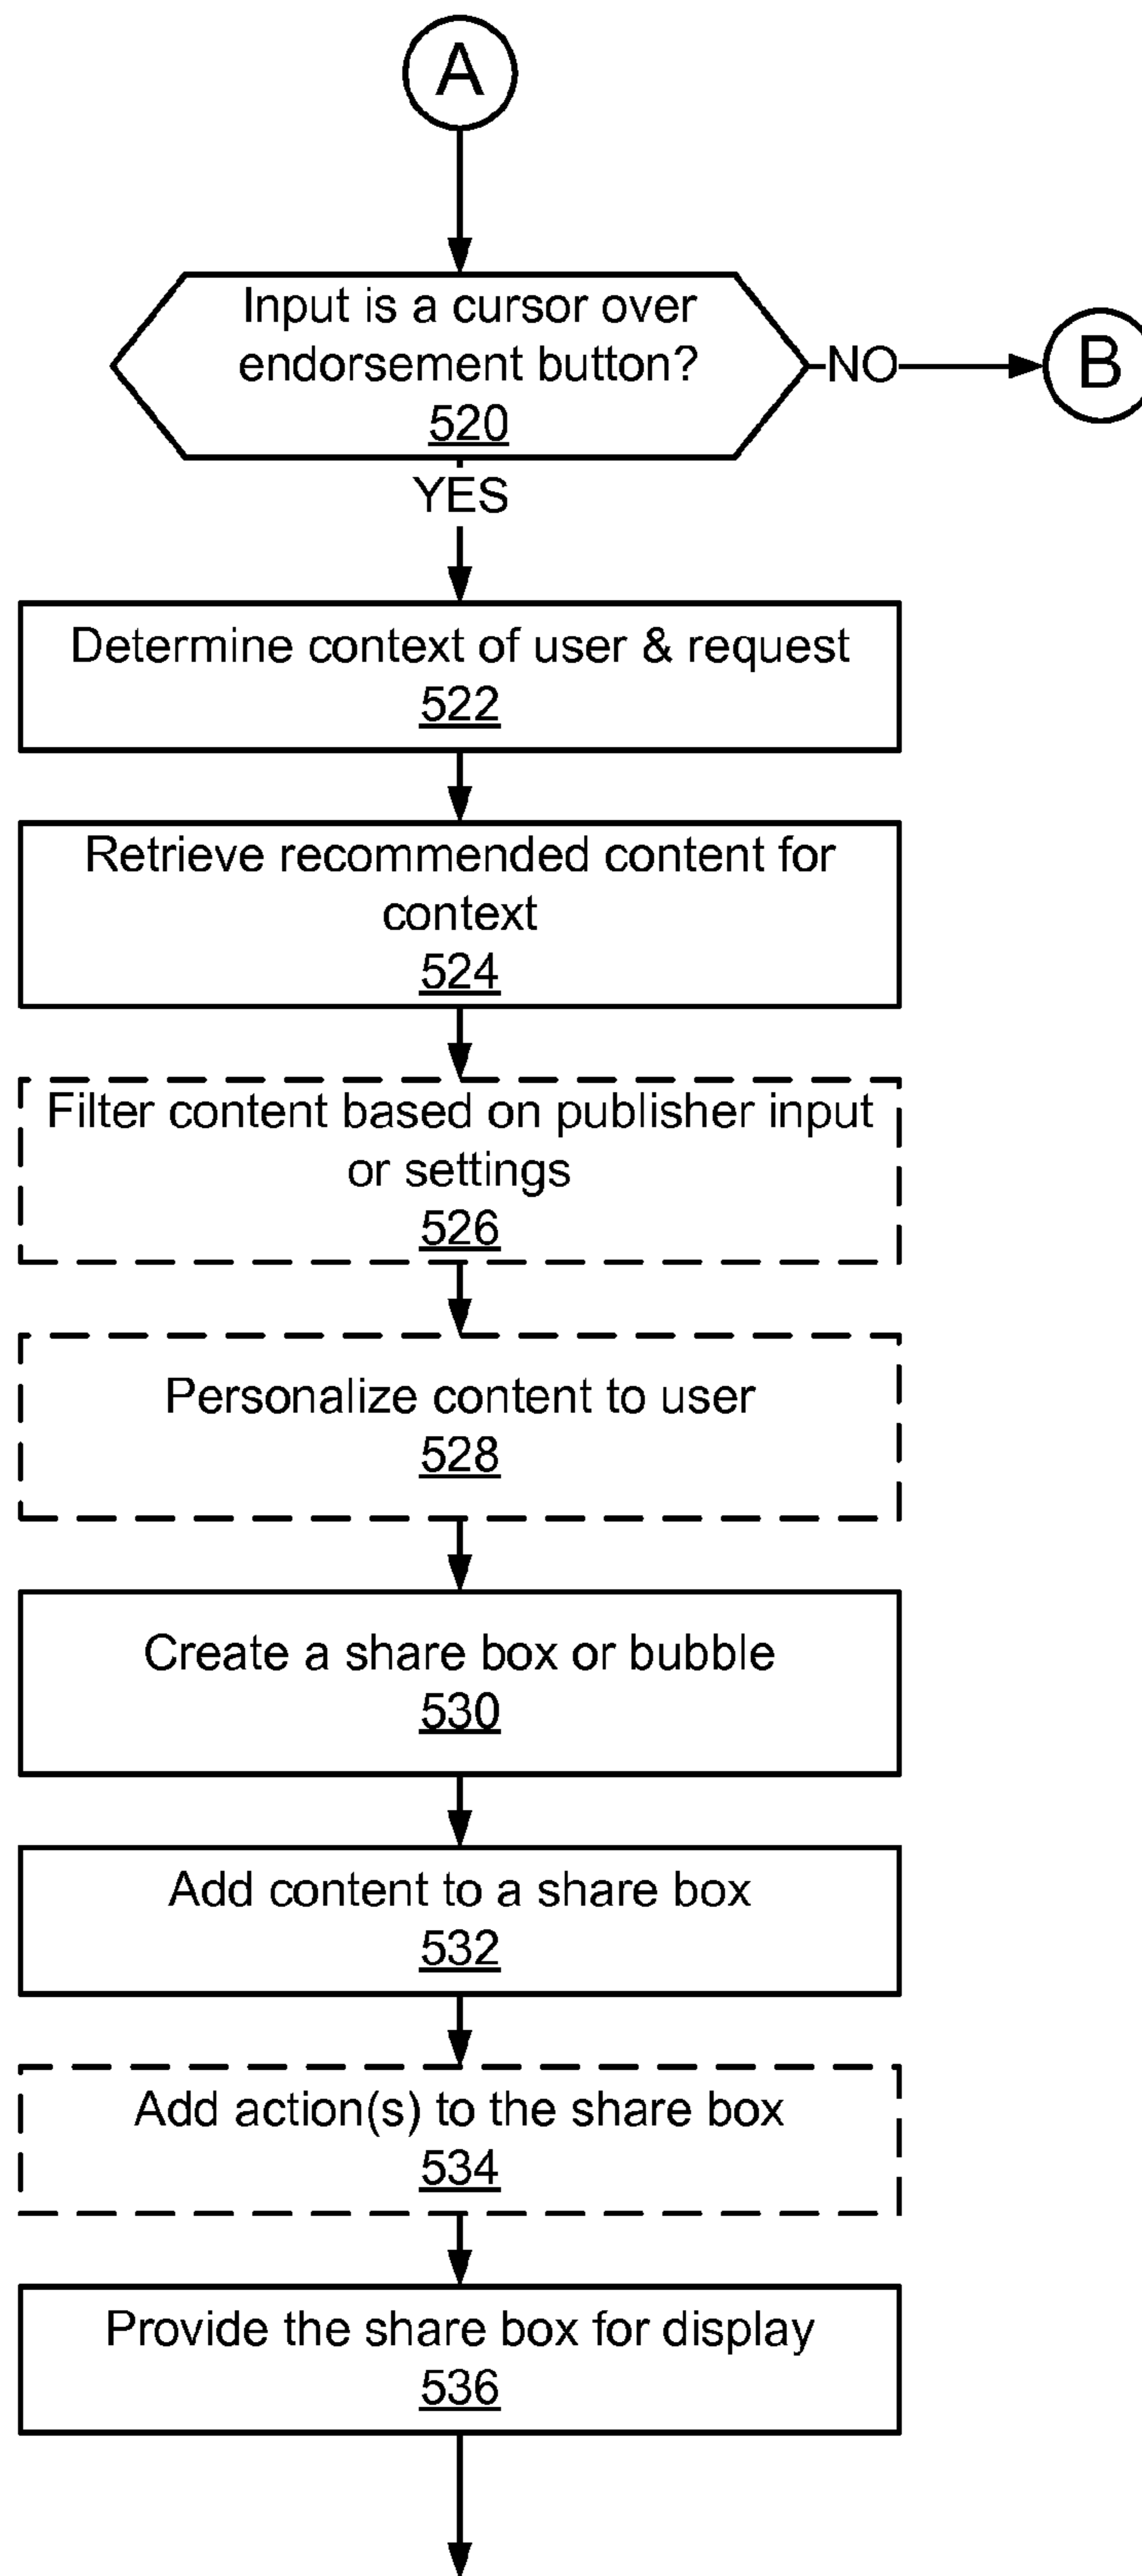 A
Input is a cursor over
endorsement button?
520
NO
B
YES
Determine context of user & request
522
Retrieve recommended content for
context
524
Filter content based on publisher input
or settings
526
Personalize content to user
528
Create a share box or bubble
530
Add content to a share box
532
Add action(s) to the share box
534
Provide the share box for display
536